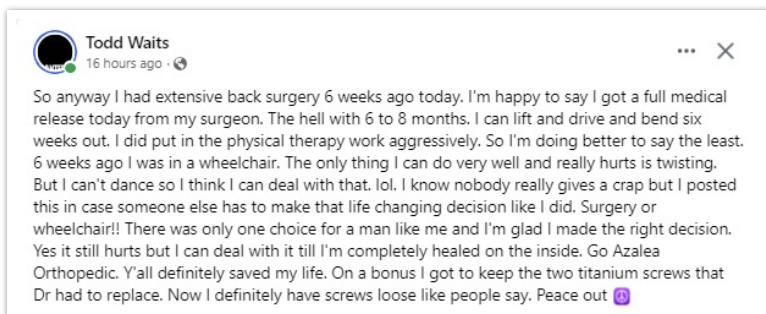 Todd Waits
16 hours ago ·
So anyway I had extensive back surgery 6 weeks ago today. I'm happy to say I got a full medical
release today from my surgeon. The hell with 6 to 8 months. I can lift and drive and bend six
weeks out. I did put in the physical therapy work aggressively. So I'm doing better to say the least.
6 weeks ago I was in a wheelchair. The only thing I can do very well and really hurts is twisting.
But I can't dance so I think I can deal with that. lol. I know nobody really gives a crap but I posted
this in case someone else has to make that life changing decision like I did. Surgery or
wheelchair!! There was only one choice for a man like me and I'm glad I made the right decision.
Yes it still hurts but I can deal with it till I'm completely healed on the inside. Go Azalea
Orthopedic. Y'all definitely saved my life. On a bonus I got to keep the two titanium screws that
Dr had to replace. Now I definitely have screws loose like people say. Peace out ☮